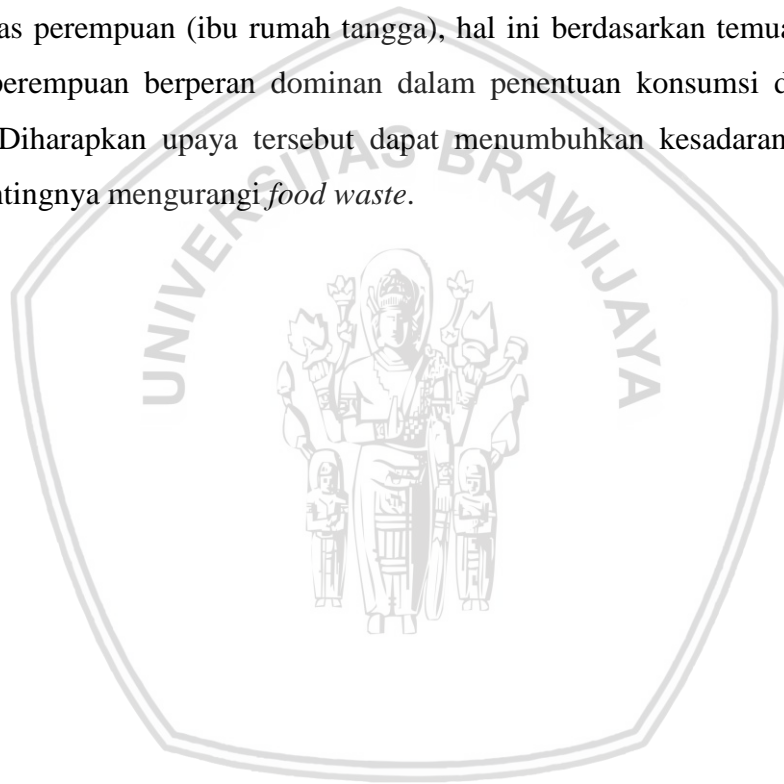 as perempuan (ibu rumah tangga), hal ini berdasarkan temua
perempuan berperan dominan dalam penentuan konsumsi d
Diharapkan upaya tersebut dapat menumbuhkan kesadaran
ntingnya mengurangi food waste.
UNIVERSITAS BRAWIJAYA